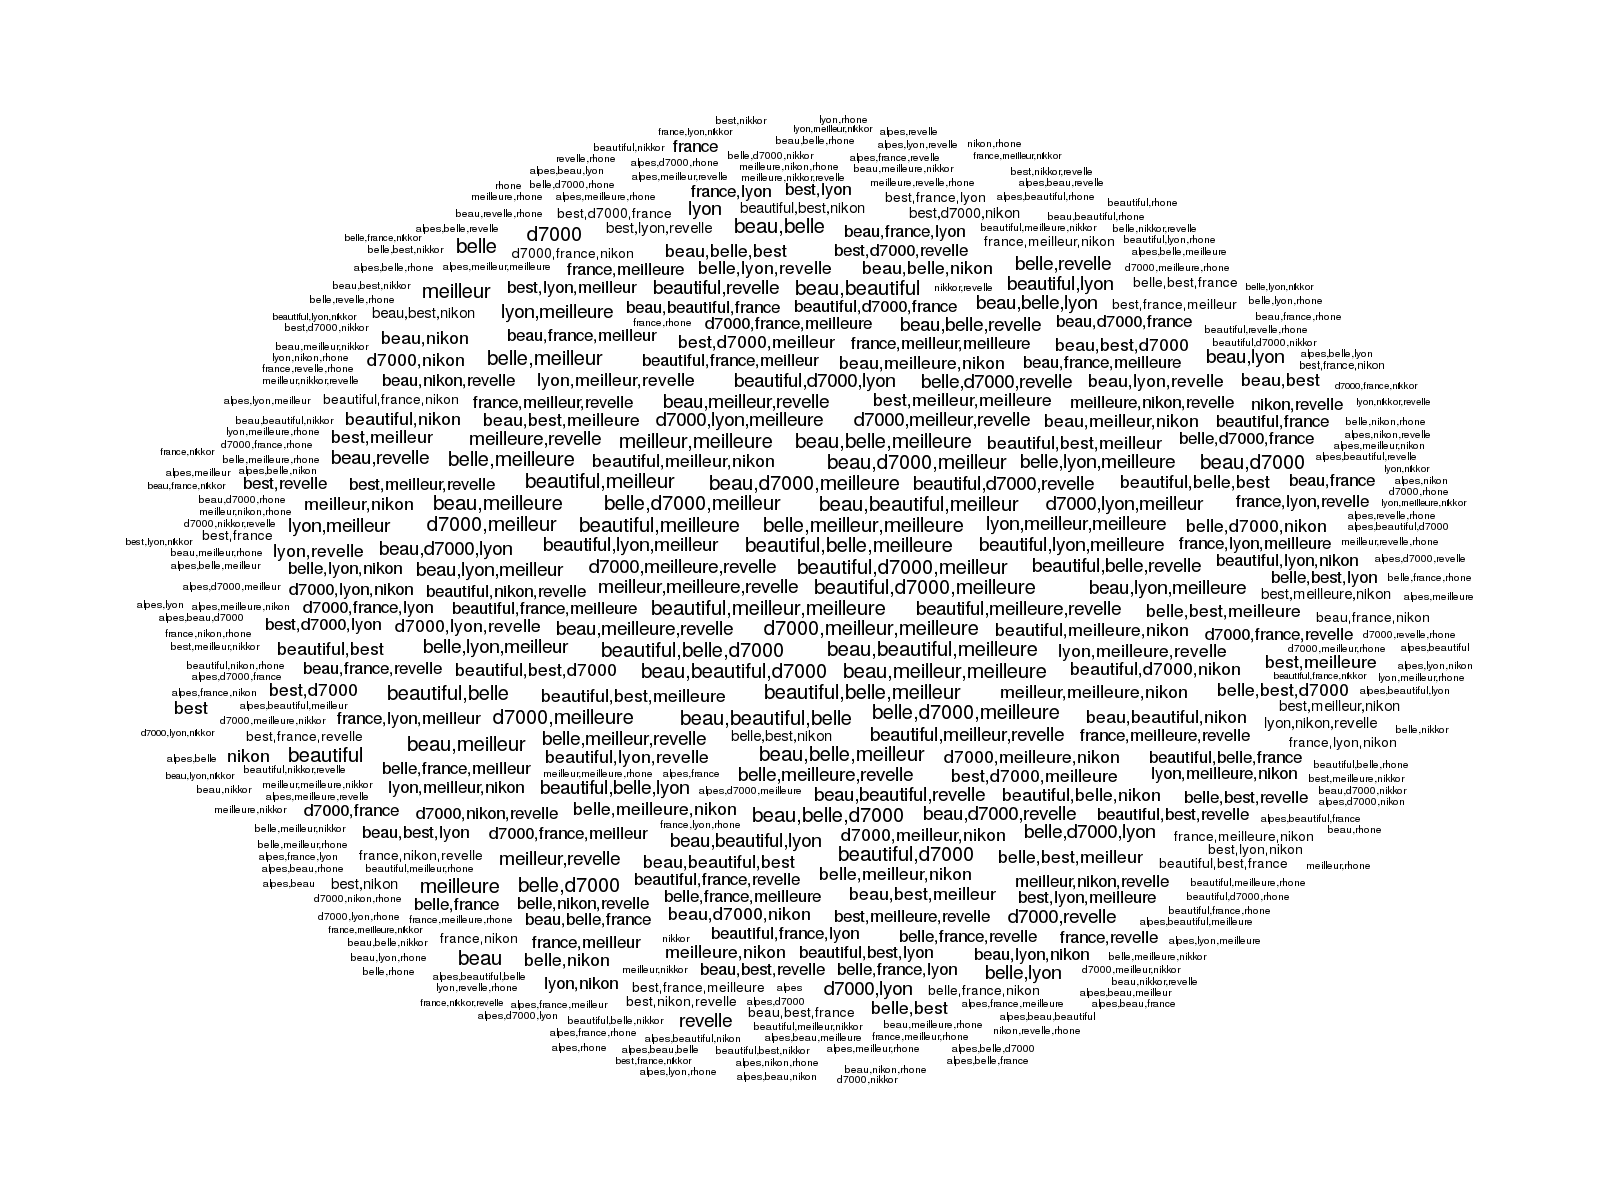 best,nikkor lyon,rhone
france,lyon,nikkor lyon,meilleur,nikkor alpes,revelle
beautiful,nikkor france beau,belle,rhone alpes,lyon,revelle nikon,rhone
revelle,rhone alpes,d7000,rhone belle,d7000,nikkor alpes,france,revelle france,meilleur,nikkor
alpes,beau,lyon meilleure,nikon,rhone beau,meilleure,nikkor best,nikkor,revelle
rhone belle,d7000,rhone alpes,meilleur,revelle meilleure,nikkor,revelle meilleure,revelle,rhone alpes,beau,revelle
meilleure,rhone alpes,meilleure,rhone france,lyon best,lyon best,france,lyon alpes,beautiful,rhone beautiful,rhone
beau,revelle,rhone best,d7000,france lyon beautiful,best,nikon best,d7000,nikon beau,beautiful,rhone
alpes,belle,revelle d7000 best,lyon,revelle beau,belle beau,france,lyon beautiful,meilleure,nikkor belle,nikkor,revelle
belle,france,nikkor belle france,meilleur,nikon beautiful,lyon,rhone
belle,best,nikkor d7000,france,nikon beau,belle,best best,d7000,revelle alpes,belle,meilleure
alpes,belle,rhone alpes,meilleur,meilleure france,meilleure belle,lyon,revelle beau,belle,nikon belle,revelle d7000,meilleure,rhone
beau,best,nikkor meilleur best,lyon,meilleur beautiful,revelle beau,beautiful nikkor,revelle beautiful,lyon belle,best,france belle,lyon,nikkor
belle,revelle,rhone beau,best,nikon lyon,meilleure beau,beautiful,france beautiful,d7000,france beau,belle,lyon best,france,meilleur belle,lyon,rhone
beautiful,lyon,nikkor france,rhone d7000,france,meilleure beau,belle,revelle beau,d7000,france beau,france,rhone
best,d7000,nikkor beau,nikon beau,france,meilleur best,d7000,meilleur france,meilleur,meilleure beau,best,d7000 beautiful,revelle,rhone
beau,meilleur,nikkor beautiful,d7000,nikkor
lyon,nikon,rhone d7000,nikon belle,meilleur beautiful,france,meilleur beau,meilleure,nikon beau,france,meilleure beau,lyon alpes,belle,lyon
france,revelle,rhone best,france,nikon
meilleur,nikkor,revelle beau,nikon,revelle lyon,meilleur,revelle beautiful,d7000,lyon belle,d7000,revelle beau,lyon,revelle beau,best d7000,france,nikkor
alpes,lyon,meilleur beautiful,france,nikon france,meilleur,revelle beau,meilleur,revelle best,meilleur,meilleure meilleure,nikon,revelle nikon,revelle lyon,nikkor,revelle
beau,beautiful,nikkor beautiful,nikon beau,best,meilleure d7000,lyon,meilleure d7000,meilleur,revelle beau,meilleur,nikon beautiful,france belle,nikon,rhone
lyon,meilleure,rhone best,meilleur meilleure,revelle meilleur,meilleure beau,belle,meilleure beautiful,best,meilleur belle,d7000,france alpes,nikon,revelle
d7000,france,rhone alpes,meilleur,nikon
france,nikkor belle,meilleure,rhone beau,revelle belle,meilleure beautiful,meilleur,nikon beau,d7000,meilleur belle,lyon,meilleure beau,d7000 alpes,beautiful,revelle
alpes,meilleur alpes,belle,nikon lyon,nikkor
beau,france,nikkor best,revelle best,meilleur,revelle beautiful,meilleur beau,d7000,meilleure beautiful,d7000,revelle beautiful,belle,best beau,france alpes,nikon
beau,d7000,rhone meilleur,nikon beau,meilleure belle,d7000,meilleur beau,beautiful,meilleur d7000,lyon,meilleur france,lyon,revelle d7000,rhone
meilleur,nikon,rhone lyon,meilleure,nikkor
d7000,nikkor,revelle lyon,meilleur d7000,meilleur beautiful,meilleure belle,meilleur,meilleure lyon,meilleur,meilleure belle,d7000,nikon alpes,revelle,rhone
best,france alpes,beautiful,d7000
best,lyon,nikkor lyon,revelle beau,d7000,lyon beautiful,lyon,meilleur beautiful,belle,meilleure beautiful,lyon,meilleure france,lyon,meilleure meilleur,revelle,rhone
beau,meilleur,rhone beautiful,lyon,nikon alpes,d7000,revelle
alpes,belle,meilleur belle,lyon,nikon beau,lyon,meilleur d7000,meilleure,revelle beautiful,d7000,meilleur beautiful,belle,revelle belle,best,lyon belle,france,rhone
alpes,d7000,meilleur d7000,lyon,nikon beautiful,nikon,revelle meilleur,meilleure,revelle beautiful,d7000,meilleure beau,lyon,meilleure best,meilleure,nikon alpes,meilleure
alpes,lyon alpes,meilleure,nikon d7000,france,lyon beautiful,france,meilleure beautiful,meilleur,meilleure beautiful,meilleure,revelle belle,best,meilleure beau,france,nikon
alpes,beau,d7000 best,d7000,lyon d7000,lyon,revelle beau,meilleure,revelle d7000,meilleur,meilleure beautiful,meilleure,nikon d7000,france,revelle d7000,revelle,rhone
france,nikon,rhone
best,meilleur,nikkor beautiful,best belle,lyon,meilleur beautiful,belle,d7000 beau,beautiful,meilleure lyon,meilleure,revelle d7000,meilleur,rhone alpes,beautiful
beautiful,nikon,rhone beau,france,revelle beautiful,best,d7000 beau,beautiful,d7000 beau,meilleur,meilleure beautiful,d7000,nikon best,meilleure alpes,lyon,nikon
alpes,d7000,france beautiful,france,nikkor lyon,meilleur,rhone
alpes,france,nikon best,d7000 beautiful,belle beautiful,best,meilleure beautiful,belle,meilleur meilleur,meilleure,nikon belle,best,d7000 alpes,beautiful,lyon
best alpes,beautiful,meilleur best,meilleur,nikon
d7000,meilleure,nikkor france,lyon,meilleur d7000,meilleure beau,beautiful,belle belle,d7000,meilleure beau,beautiful,nikon lyon,nikon,revelle
d7000,lyon,nikkor best,france,revelle belle,meilleur,revelle belle,best,nikon beautiful,meilleur,revelle france,meilleure,revelle belle,nikkor
alpes,belle nikon beautiful beau,meilleur beautiful,lyon,revelle beau,belle,meilleur d7000,meilleure,nikon beautiful,belle,france france,lyon,nikon
beau,lyon,nikkor beautiful,nikkor,revelle belle,france,meilleur meilleur,meilleure,rhone alpes,france belle,meilleure,revelle best,d7000,meilleure lyon,meilleure,nikon beautiful,belle,rhone
beau,nikkor meilleur,meilleure,nikkor lyon,meilleur,nikon beautiful,belle,lyon alpes,d7000,meilleure beau,beautiful,revelle beautiful,belle,nikon belle,best,revelle best,meilleure,nikkor
alpes,meilleure,revelle beau,d7000,nikkor
meilleure,nikkor d7000,france d7000,nikon,revelle belle,meilleure,nikon beau,belle,d7000 beau,d7000,revelle beautiful,best,revelle alpes,d7000,nikon
belle,meilleur,nikkor beau,best,lyon d7000,france,meilleur france,lyon,rhone d7000,meilleur,nikon belle,d7000,lyon alpes,beautiful,france beau,rhone
belle,meilleure,rhone beau,beautiful,lyon france,meilleure,nikon
alpes,france,lyon france,nikon,revelle meilleur,revelle beau,beautiful,best beautiful,d7000 belle,best,meilleur best,lyon,nikon
alpes,beau,rhone beautiful,meilleur,rhone beautiful,best,france meilleur,rhone
alpes,beau best,nikon meilleure belle,d7000 beautiful,france,revelle belle,meilleur,nikon meilleur,nikon,revelle beautiful,meilleure,rhone
d7000,nikon,rhone belle,france belle,nikon,revelle belle,france,meilleure beau,best,meilleur best,lyon,meilleure beautiful,d7000,rhone
d7000,lyon,rhone france,meilleure,rhone beau,belle,france beau,d7000,nikon best,meilleure,revelle d7000,revelle beautiful,france,rhone
france,meilleure,nikkor alpes,beautiful,meilleure
beau,belle,nikkor france,nikon france,meilleur nikkor beautiful,france,lyon belle,france,revelle france,revelle alpes,lyon,meilleure
beau,lyon,rhone beau belle,nikon meilleure,nikon beautiful,best,lyon beau,lyon,nikon belle,meilleure,nikkor
belle,rhone alpes,beautiful,belle meilleur,nikkor beau,best,revelle belle,france,lyon belle,lyon d7000,meilleur,nikkor
lyon,revelle,rhone lyon,nikon best,france,meilleure alpes d7000,lyon belle,france,nikon beau,nikkor,revelle
france,nikkor,revelle alpes,france,meilleur best,nikon,revelle alpes,d7000 alpes,france,meilleure alpes,beau,meilleur
alpes,d7000,lyon beau,best,france belle,best alpes,beau,france
beautiful,belle,nikkor revelle beautiful,meilleur,nikkor beau,meilleure,rhone alpes,beau,beautiful
alpes,france,rhone alpes,beautiful,nikon alpes,beau,meilleure france,meilleur,rhone nikon,revelle,rhone
alpes,rhone alpes,beau,belle beautiful,best,nikkor alpes,meilleur,rhone alpes,belle,d7000
best,france,nikkor alpes,nikon,rhone alpes,belle,france
alpes,lyon,rhone alpes,beau,nikon beau,nikon,rhone
d7000,nikkor